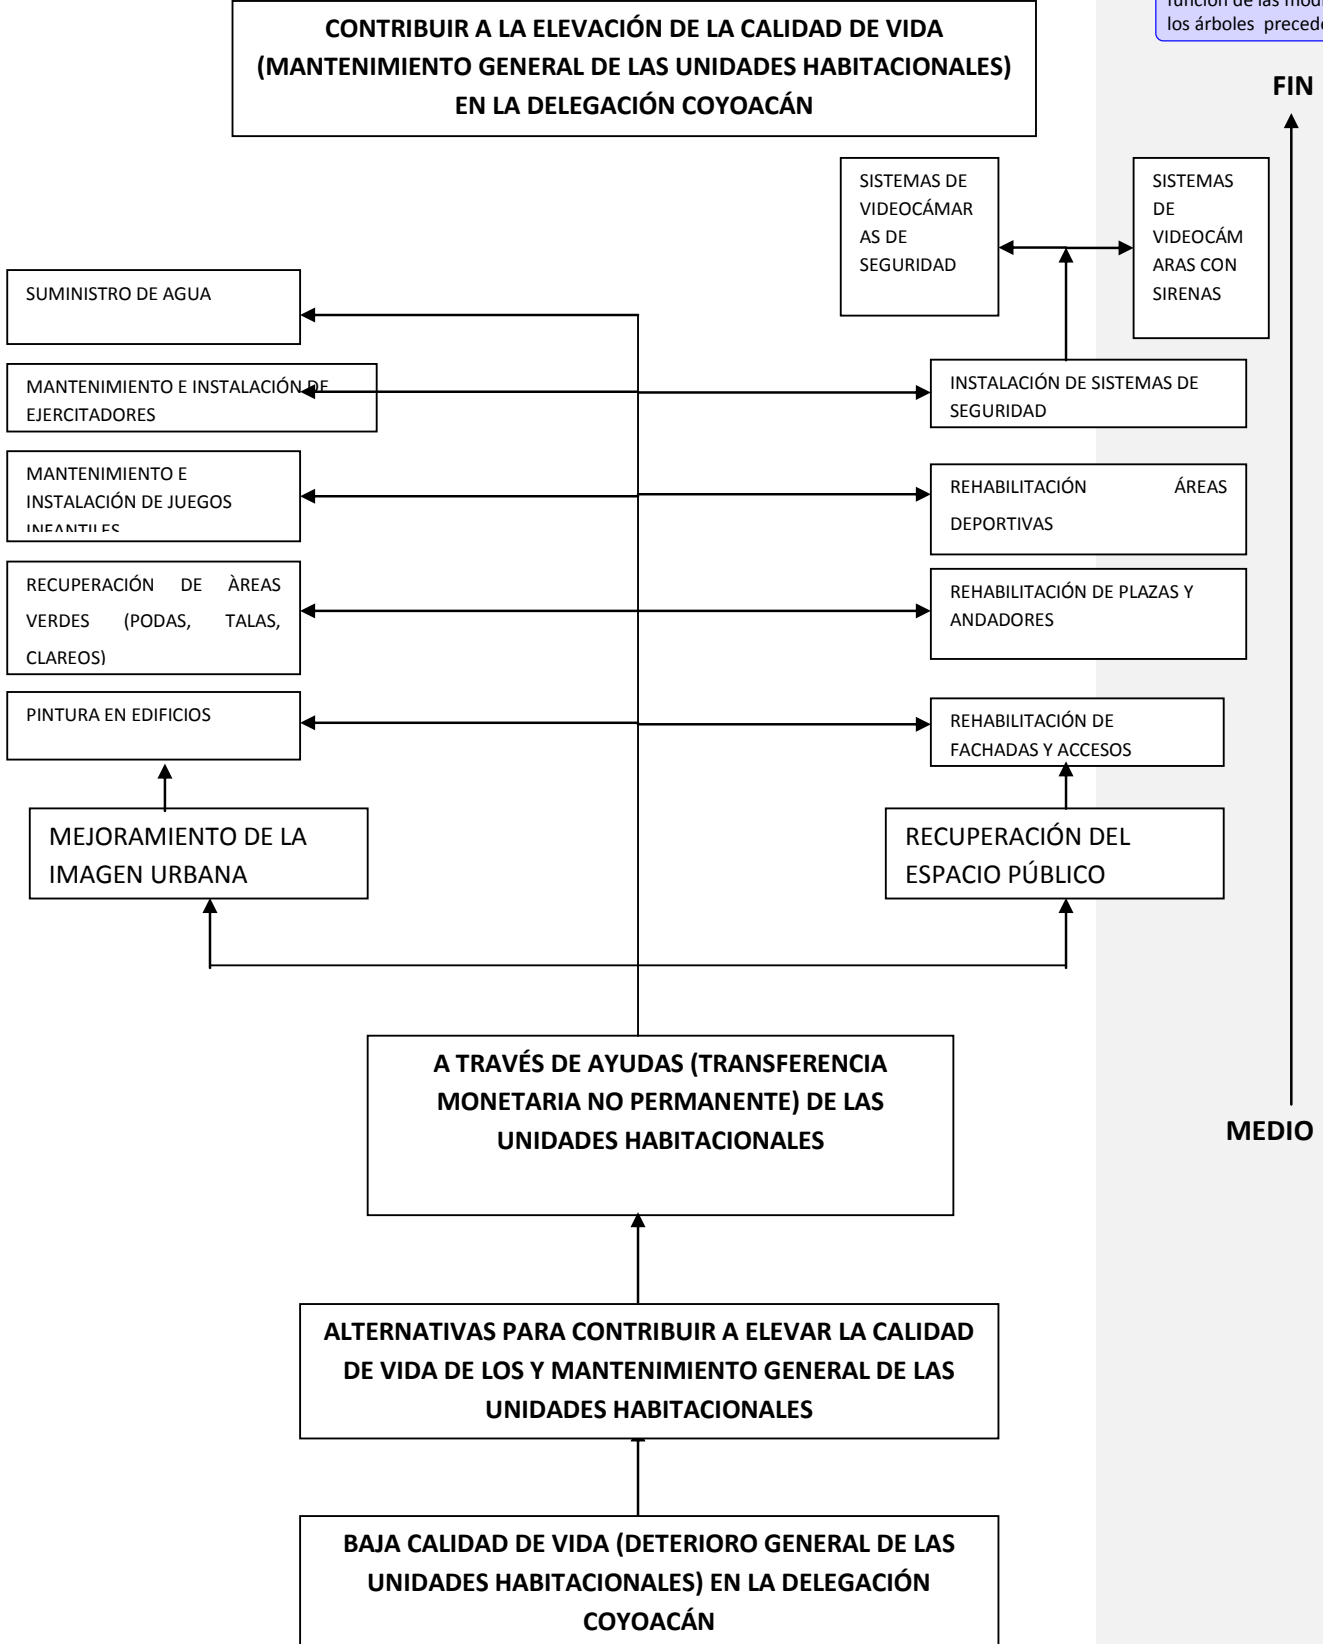 función de las
los árboles
CONTRIBUIR A LA ELEVACIÓN DE LA CALIDAD DE VIDA
(MANTENIMIENTO GENERAL DE LAS UNIDADES HABITACIONALES)
EN LA DELEGACIÓN COYOACÁN
FIN
SISTEMAS DE
VIDEOCÁMAR
AS DE
SEGURIDAD
SISTEMAS
DE
VIDEOCÁM
ARAS CON
SIRENAS
SUMINISTRO DE AGUA
MANTENIMIENTO E INSTALACIÓN DE
EJERCITADORES
INSTALACIÓN DE SISTEMAS DE
SEGURIDAD
MANTENIMIENTO E
INSTALACIÓN DE JUEGOS
INFANTILES
REHABILITACIÓN ÁREAS
DEPORTIVAS
RECUPERACIÓN DE ÀREAS
VERDES (PODAS, TALAS,
CLAREOS)
REHABILITACIÓN DE PLAZAS Y
ANDADORES
PINTURA EN EDIFICIOS
REHABILITACIÓN DE
FACHADAS Y ACCESOS
MEJORAMIENTO DE LA
IMAGEN URBANA
RECUPERACIÓN DEL
ESPACIO PÚBLICO
A TRAVÉS DE AYUDAS (TRANSFERENCIA
MONETARIA NO PERMANENTE) DE LAS
UNIDADES HABITACIONALES
MEDIO
ALTERNATIVAS PARA CONTRIBUIR A ELEVAR LA CALIDAD
DE VIDA DE LOS Y MANTENIMIENTO GENERAL DE LAS
UNIDADES HABITACIONALES
BAJA CALIDAD DE VIDA (DETERIORO GENERAL DE LAS
UNIDADES HABITACIONALES) EN LA DELEGACIÓN
COYOACÁN